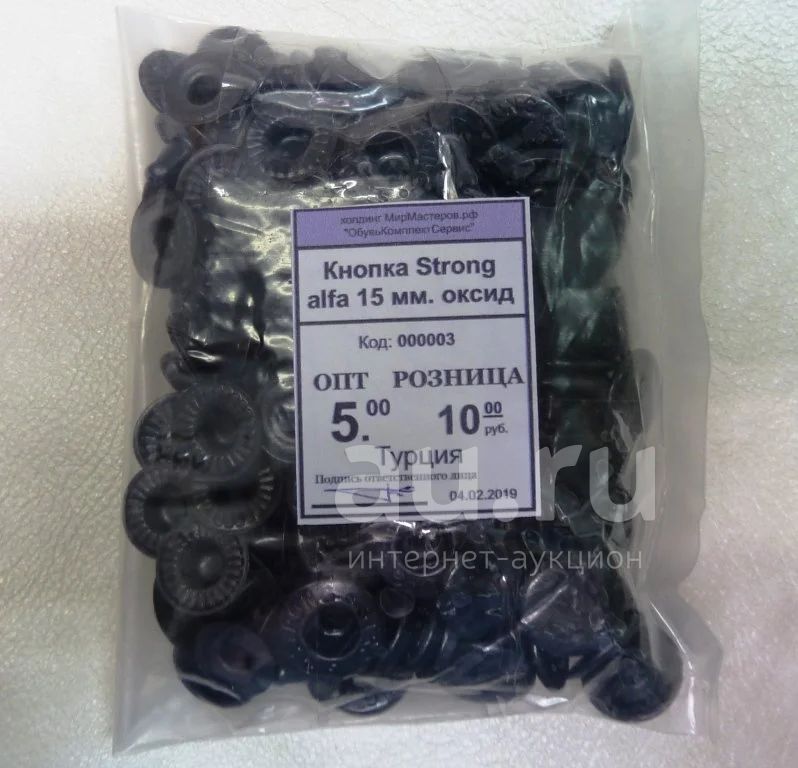 холдинг МирМастеров.рф
"ОбувьКомплектСервис"
Кнопка Strong
alfa 15 мм. оксид
Код: 000003
ОПТ РОЗНИЦА
5.00 10 00 руб.
Турция
Подпись ответственного лица
04.02.2019
au.ru
интернет-аукцион